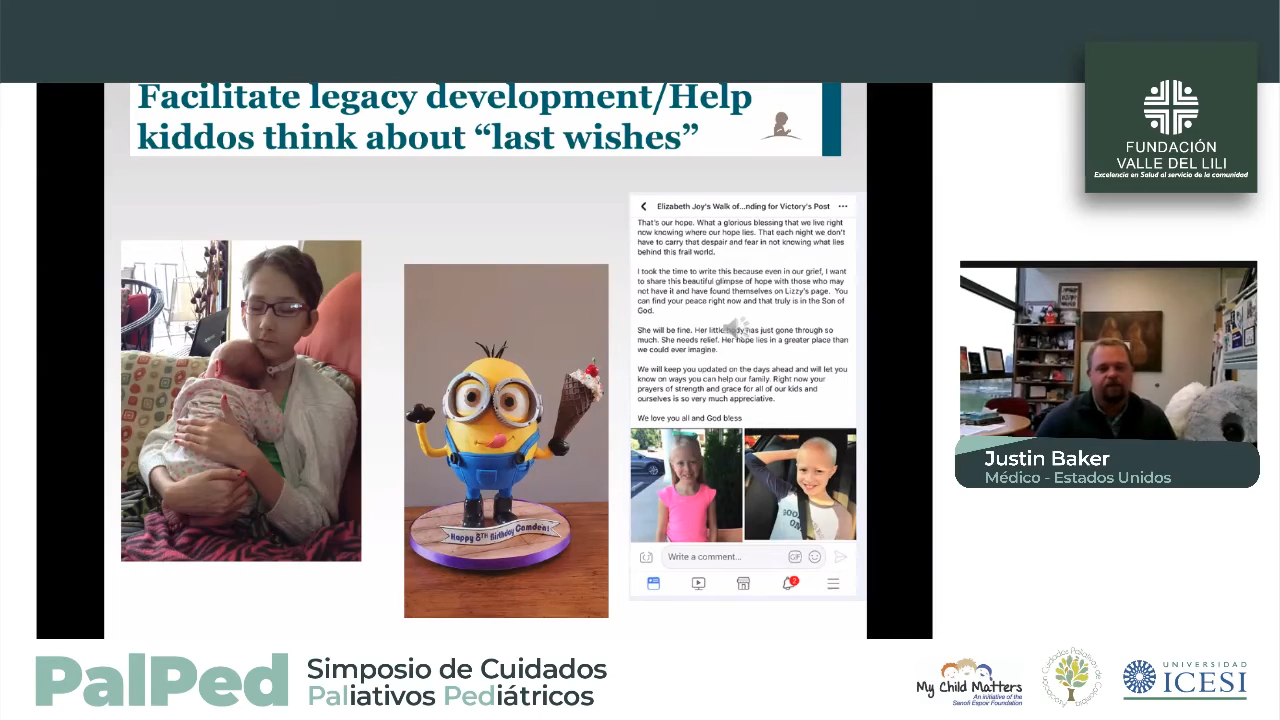 Facilitate legacy development/Help
kiddos think about “last wishes”
Elizabeth Joy's Walk of...nding for Victory's Post
That's our hope. What a glorious blessing that we live right
now knowing where our hope lies. That each night we don't
have to carry that despair and fear in not knowing what lies
behind this frail world.
I took the time to write this because even in our grief, I want
to share this beautiful glimpse of hope with those who may
not have it and have found themselves on Lizzy's page. You
can find your peace right now and that truly is in the Son of
God.
She will be fine. Her little body has just gone through so
much. She needs relief. Her hope lies in a greater place than
we could ever imagine.
We will keep you updated on the days ahead and will let you
know on ways you can help our family. Right now your
prayers of strength and grace for all of our kids and
ourselves is so very much appreciative.
We love you all and God bless
Write a comment...
GIF
2
Happy 8TH Birthday Camden!
FUNDACIÓN
VALLE DEL LILI
Excelencia en Salud al servicio de la comunidad
Justin Baker
Médico - Estados Unidos
PalPed
Simposio de Cuidados
Paliativos Pediátricos
My Child Matters
An initiative of the
Sanofi Espoir Foundation
Asociación Cuidados Paliativos de Colombia
UNIVERSIDAD
ICESI